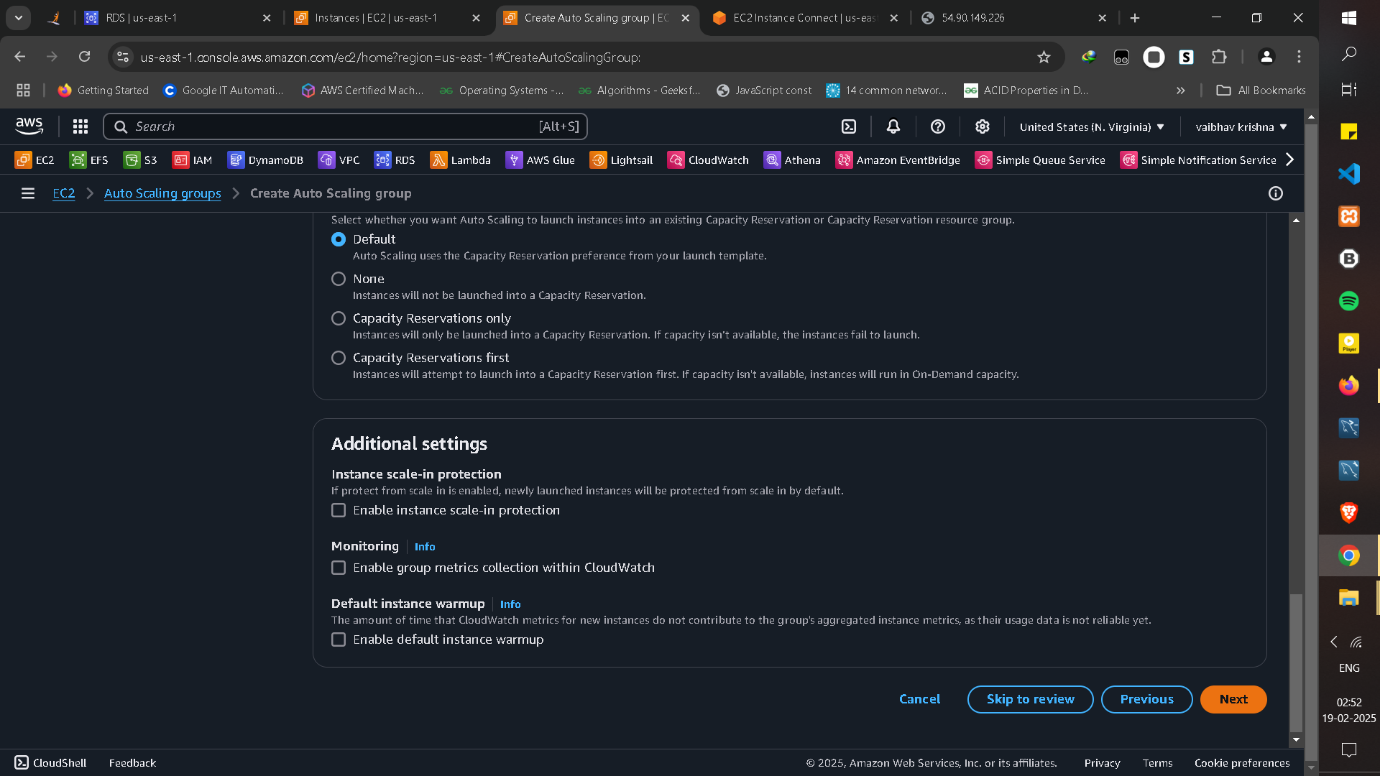 RDS | us-east-1
Instances | EC2 | us-east-1
Create Auto Scaling group | EC
EC2 Instance Connect | us-eas
54.90.149.226
us-east-1.console.aws.amazon.com/ec2/home?region=us-east-1#CreateAutoScalingGroup:
Getting Started
Google IT Automati...
AWS Certified Mach...
Operating Systems -...
Algorithms - Geeksf...
JavaScript const
14 common networ...
ACID Properties in D...
All Bookmarks
aws
Search
[Alt+S]
United States (N. Virginia)
vaibhav krishna
EC2
EFS
S3
IAM
DynamoDB
VPC
RDS
Lambda
AWS Glue
Lightsail
CloudWatch
Athena
Amazon EventBridge
Simple Queue Service
Simple Notification Service
EC2
Auto Scaling groups
Create Auto Scaling group
Select whether you want Auto Scaling to launch instances into an existing Capacity Reservation or Capacity Reservation resource group.
Default
Auto Scaling uses the Capacity Reservation preference from your launch template.
None
Instances will not be launched into a Capacity Reservation.
Capacity Reservations only
Instances will only be launched into a Capacity Reservation. If capacity isn't available, the instances fail to launch.
Capacity Reservations first
Instances will attempt to launch into a Capacity Reservation first. If capacity isn't available, instances will run in On-Demand capacity.
Additional settings
Instance scale-in protection
If protect from scale in is enabled, newly launched instances will be protected from scale in by default.
Enable instance scale-in protection
Monitoring | Info
Enable group metrics collection within CloudWatch
Default instance warmup | Info
The amount of time that CloudWatch metrics for new instances do not contribute to the group's aggregated instance metrics, as their usage data is not reliable yet.
Enable default instance warmup
Cancel
Skip to review
Previous
Next
CloudShell
Feedback
© 2025, Amazon Web Services, Inc. or its affiliates.
Privacy
Terms
Cookie preferences
ENG
02:52
19-02-2025